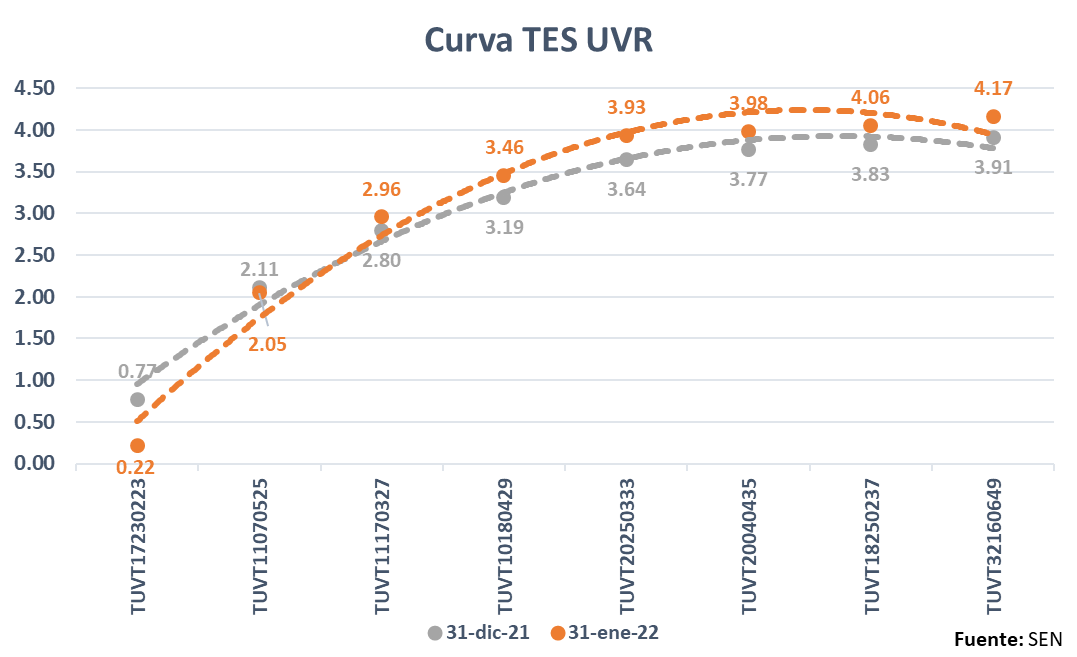 Curva TES UVR
4.50
4.00
3.50
3.00
2.50
2.00
1.50
1.00
0.50
0.00
0.77
2.11
2.80
3.19
3.64
3.77
3.83
3.91
0.22
2.05
2.96
3.46
3.93
3.98
4.06
4.17
TUVT17230223
TUVT11070525
TUVT11170327
TUVT10180429
TUVT20250333
TUVT20040435
TUVT18250237
TUVT32160649
31-dic-21
31-ene-22
Fuente: SEN